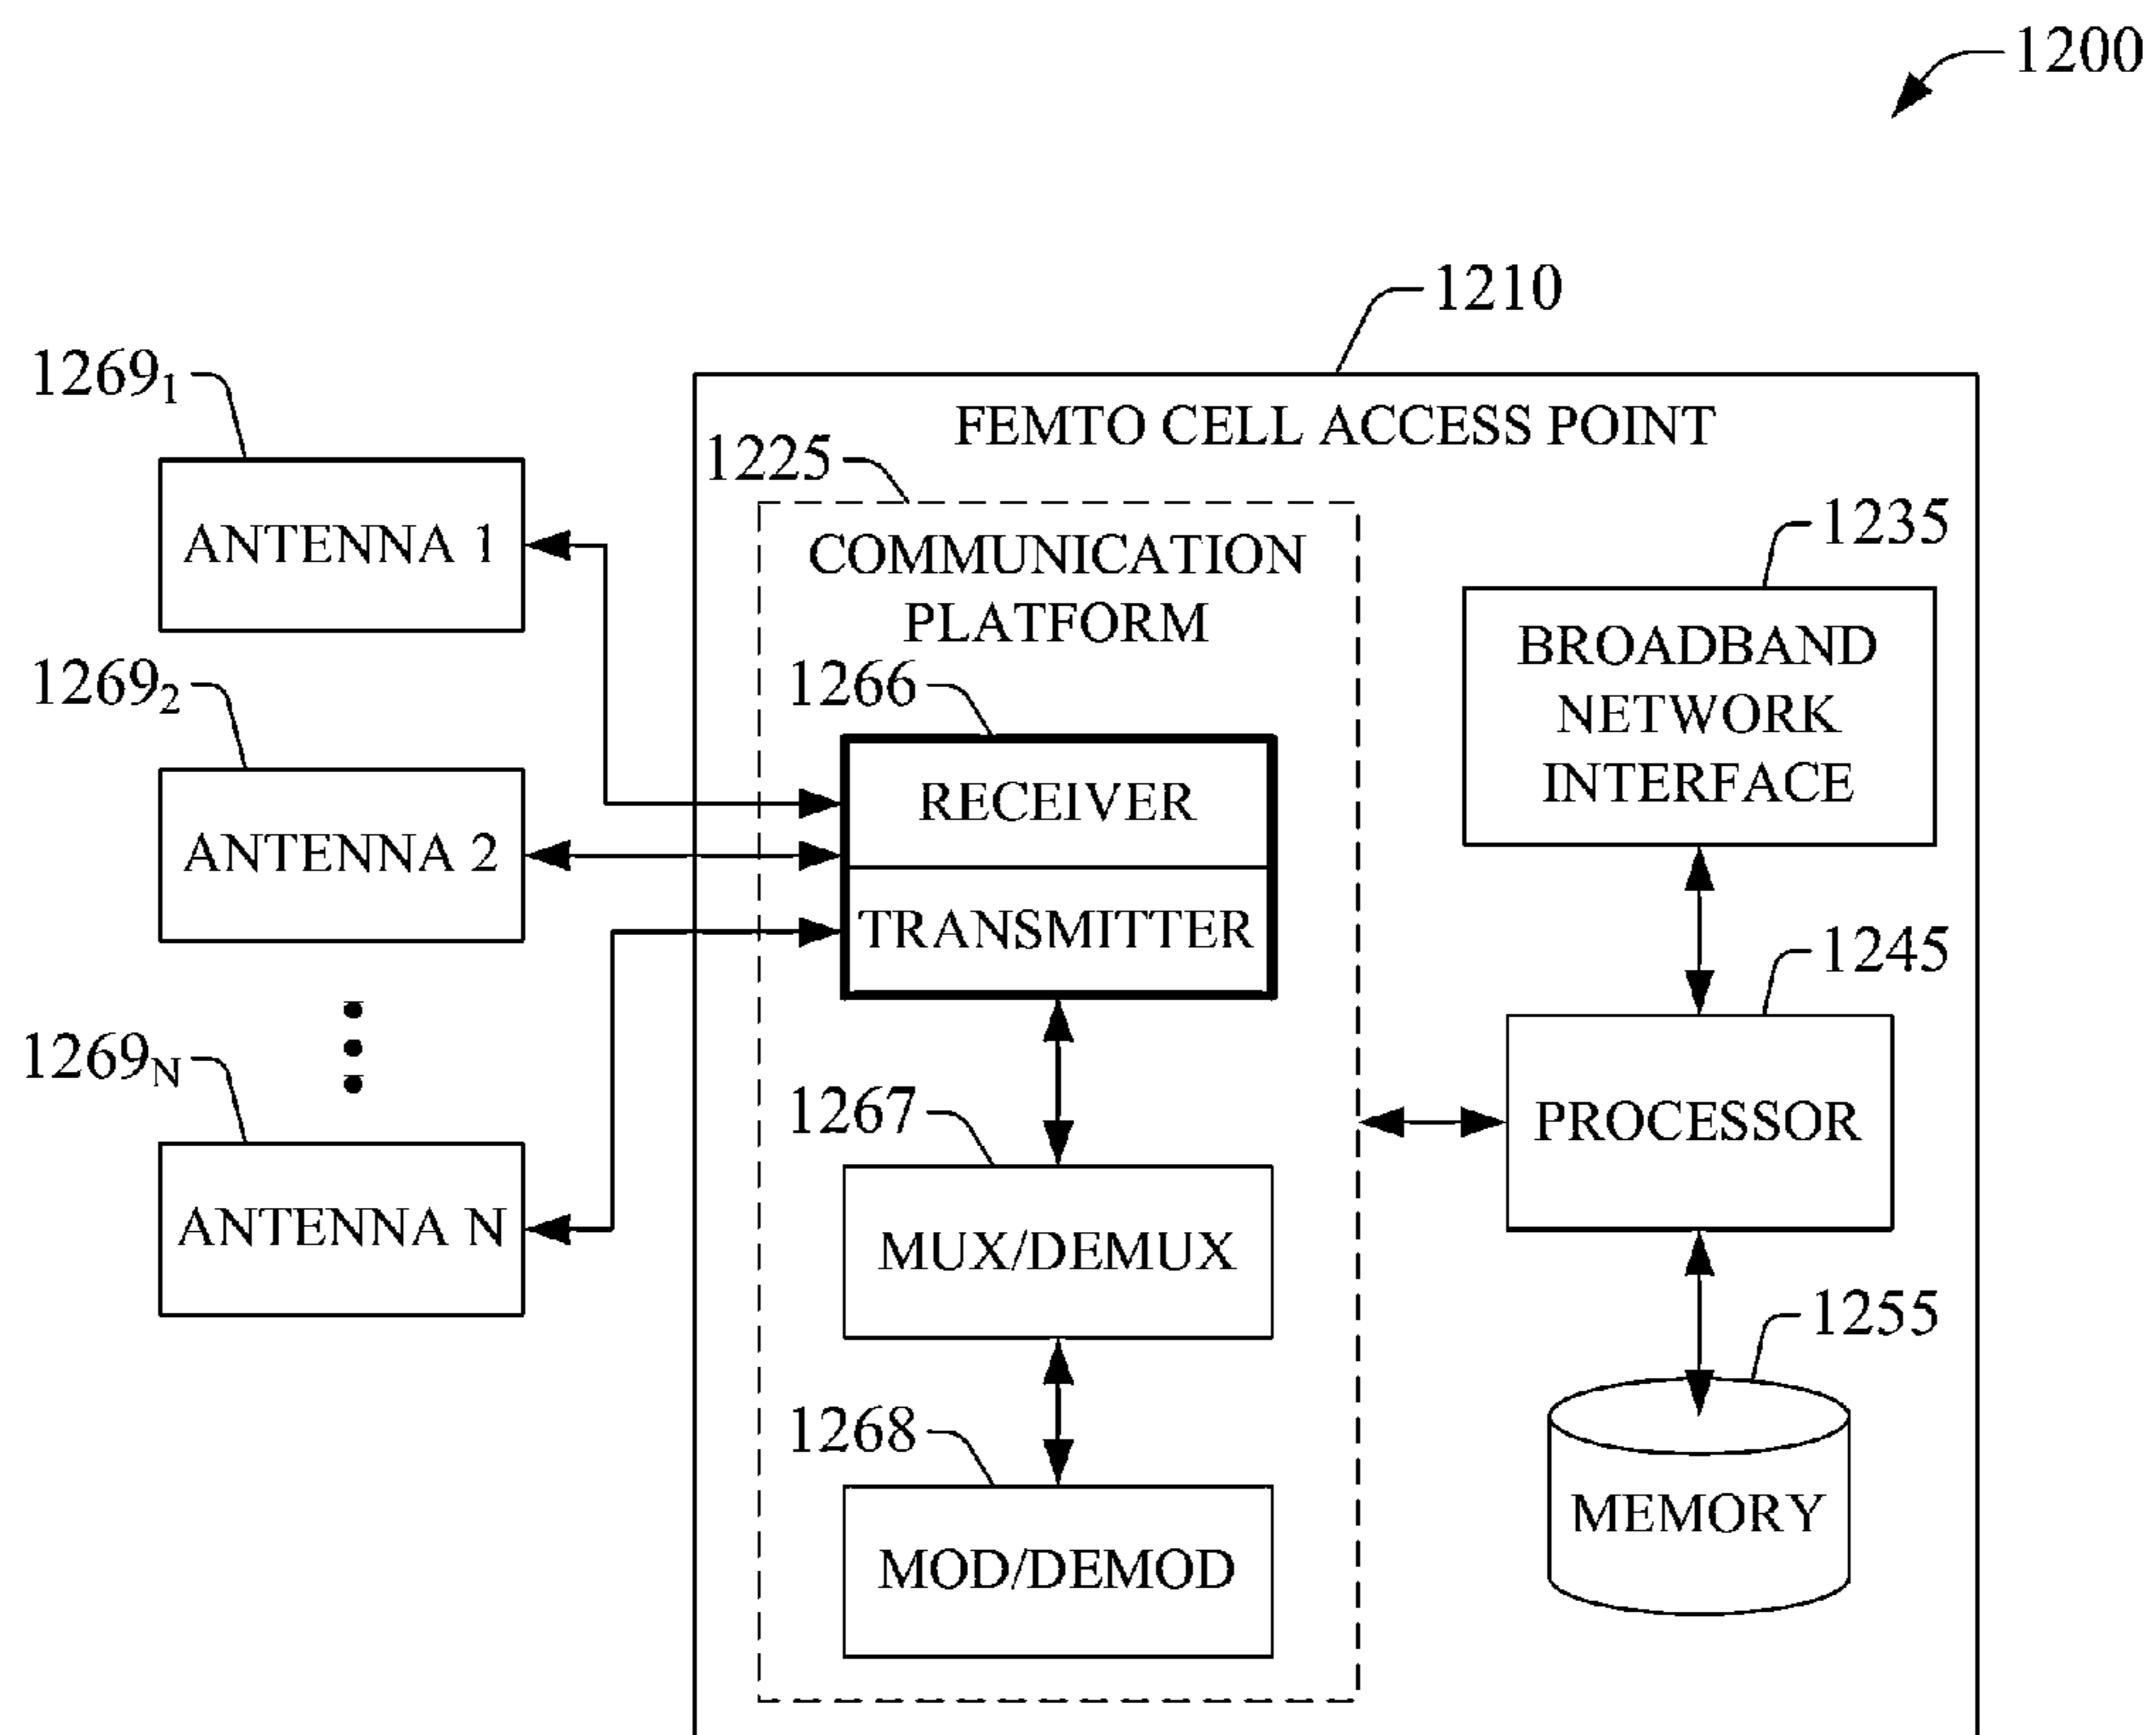 1200
1210
1269₁
FEMTO CELL ACCESS POINT
1225
ANTENNA 1
COMMUNICATION
PLATFORM
1235
BROADBAND
NETWORK
INTERFACE
1269₂
1266
ANTENNA 2
RECEIVER
TRANSMITTER
1245
1269N
1267
PROCESSOR
ANTENNA N
MUX/DEMUX
1255
1268
MEMORY
MOD/DEMOD